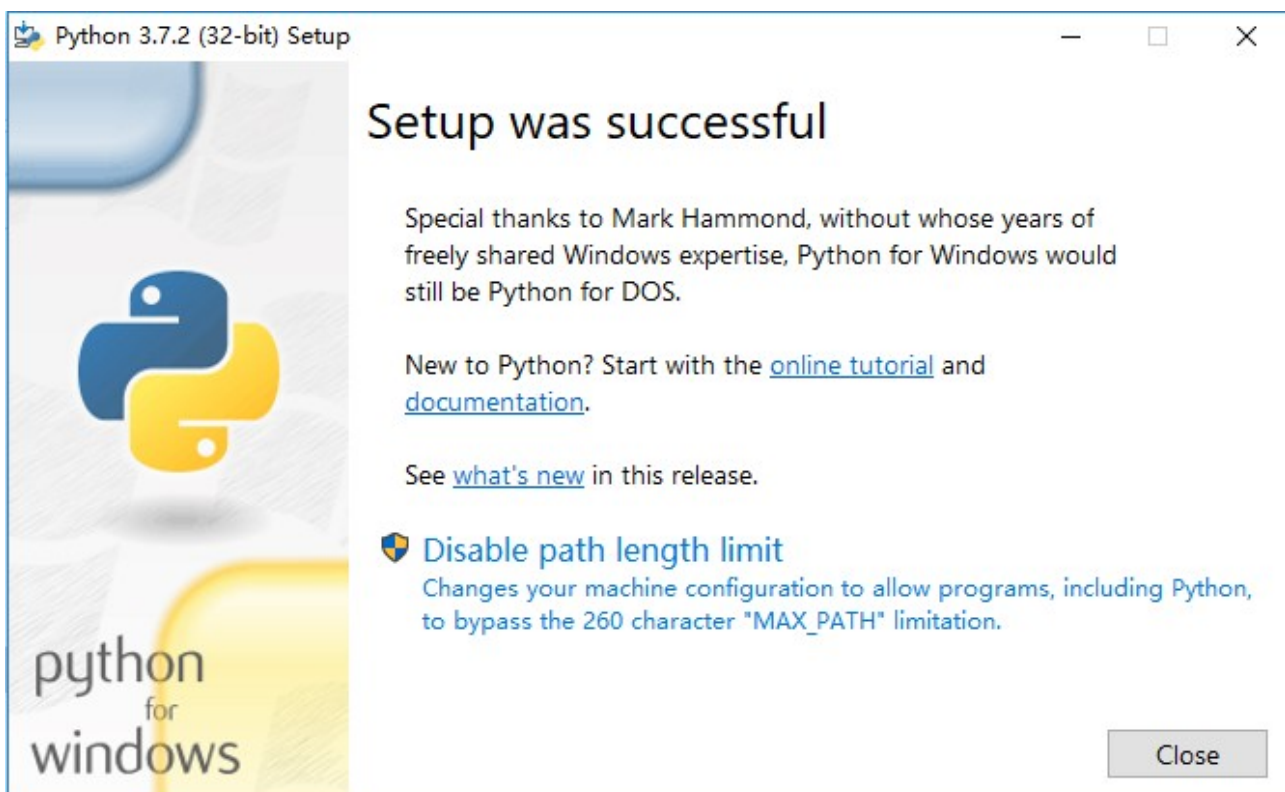 Python 3.7.2 (32-bit) Setup
Setup was successful
Special thanks to Mark Hammond, without whose years of
freely shared Windows expertise, Python for Windows would
still be Python for DOS.
New to Python? Start with the online tutorial and
documentation.
See what's new in this release.
Disable path length limit
Changes your machine configuration to allow programs, including Python,
to bypass the 260 character "MAX_PATH" limitation.
python
for
windows
Close